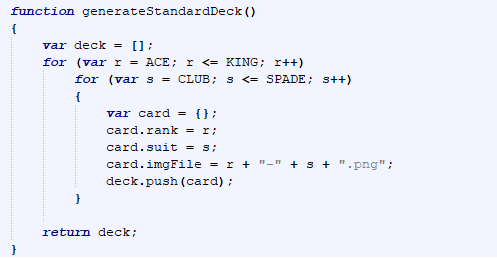 function generateStandardDeck()
{
    var deck = [];
    for (var r = ACE; r <= KING; r++)
        for (var s = CLUB; s <= SPADE; s++)
        {
            var card = {};
            card.rank = r;
            card.suit = s;
            card.imgFile = r + "-" + s + ".png";
            deck.push(card);
        }

    return deck;
}